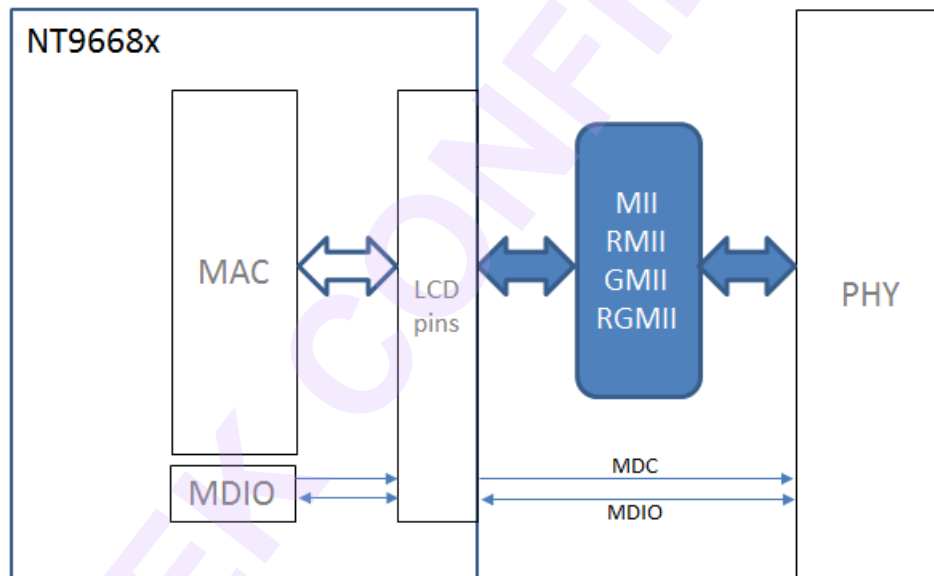 NT9668x
MAC
LCD
pins
MII
RMII
GMII
RGMII
PHY
MDIO
MDC
MDIO